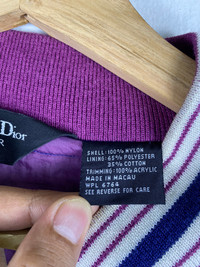 Dior
R
SHELL:100% NYLON
LINING:65% POLYESTER
35% COTTON
TRIMMING:100% ACRYLIC
MADE IN MACAU
WPL 6764
SEE REVERSE FOR CARE